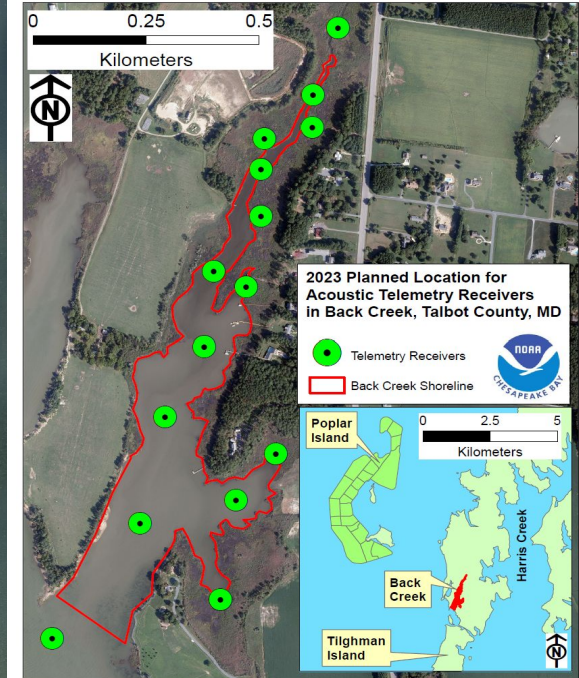 0 0.25 0.5
Kilometers
N
2023 Planned Location for
Acoustic Telemetry Receivers
in Back Creek, Talbot County, MD
Telemetry Receivers
Back Creek Shoreline
NOAA
CHESAPEAKE BAY
Poplar
Island
0 2.5 5
Kilometers
Harris Creek
Back
Creek
Tilghman
Island
N